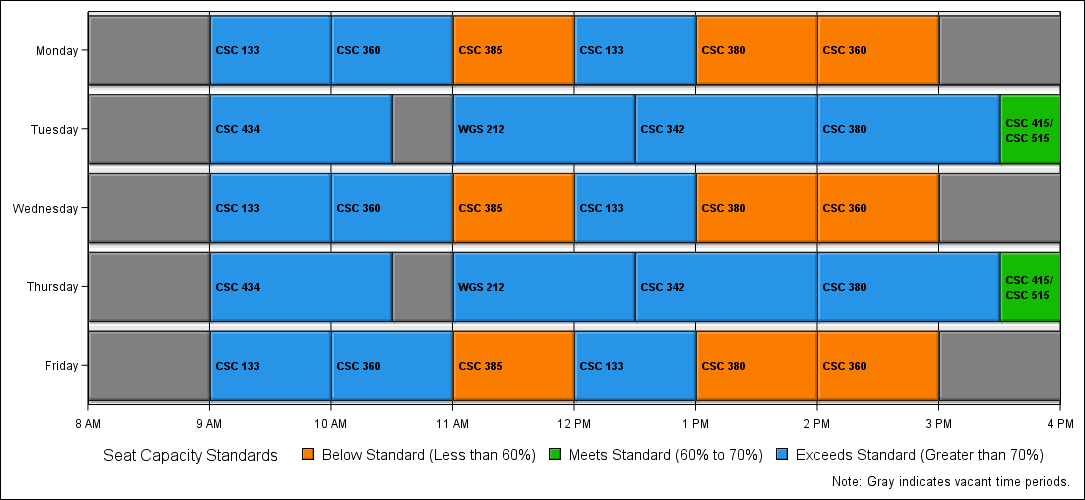 Monday
CSC 133 CSC 360 CSC 385 CSC 133 CSC 380 CSC 360
Tuesday
CSC 434 WGS 212 CSC 342 CSC 380 CSC 415/
CSC 515
Wednesday
CSC 133 CSC 360 CSC 385 CSC 133 CSC 380 CSC 360
Thursday
CSC 434 WGS 212 CSC 342 CSC 380 CSC 415/
CSC 515
Friday
CSC 133 CSC 360 CSC 385 CSC 133 CSC 380 CSC 360
8 AM 9 AM 10 AM 11 AM 12 PM 1 PM 2 PM 3 PM 4 PM
Seat Capacity Standards Below Standard (Less than 60%) Meets Standard (60% to 70%) Exceeds Standard (Greater than 70%)
Note: Gray indicates vacant time periods.